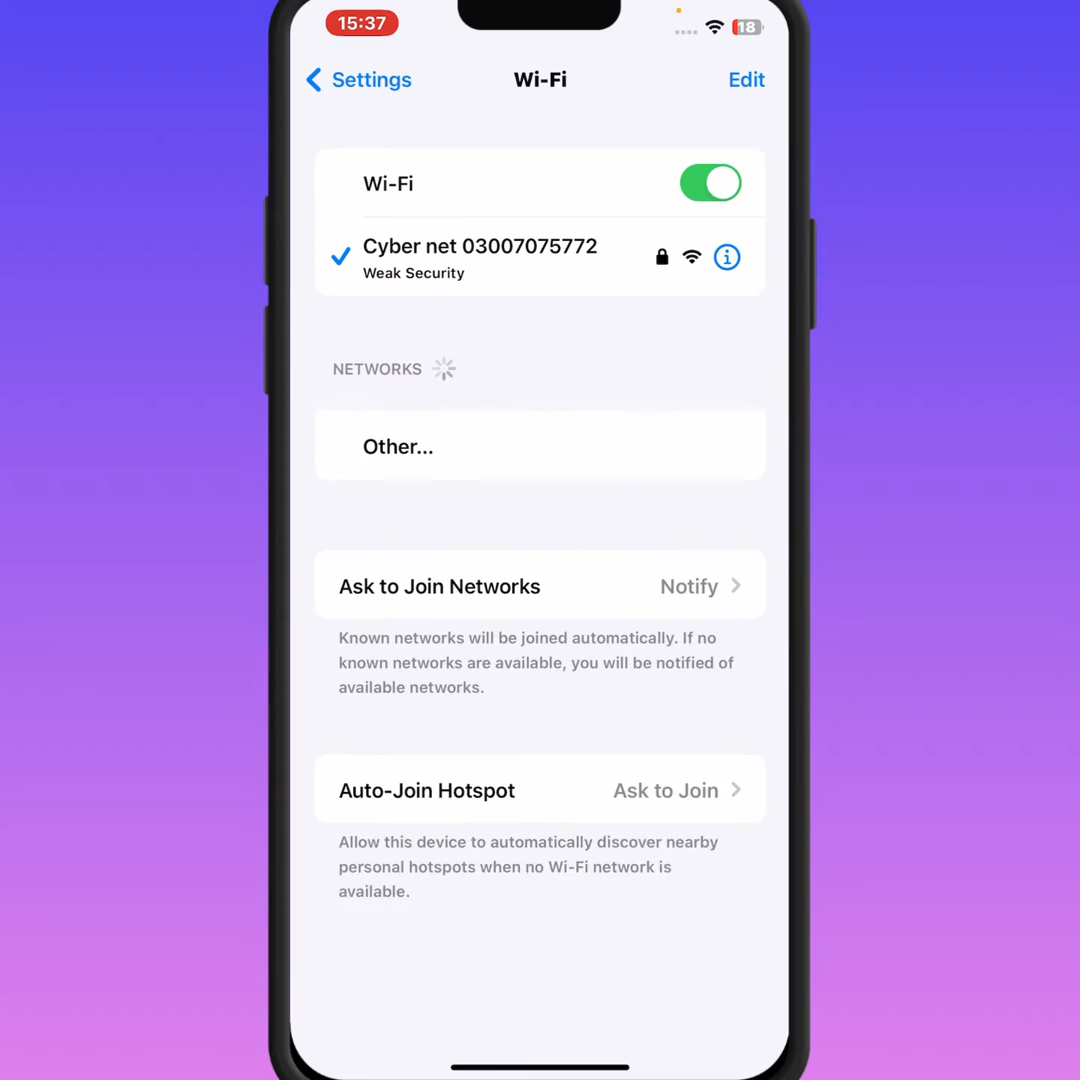 15:37
18
Settings
Wi-Fi
Edit
Wi-Fi
Cyber net 03007075772
Weak Security
NETWORKS
Other...
Ask to Join Networks
Notify
Known networks will be joined automatically. If no
known networks are available, you will be notified of
available networks.
Auto-Join Hotspot
Ask to Join
Allow this device to automatically discover nearby
personal hotspots when no Wi-Fi network is
available.